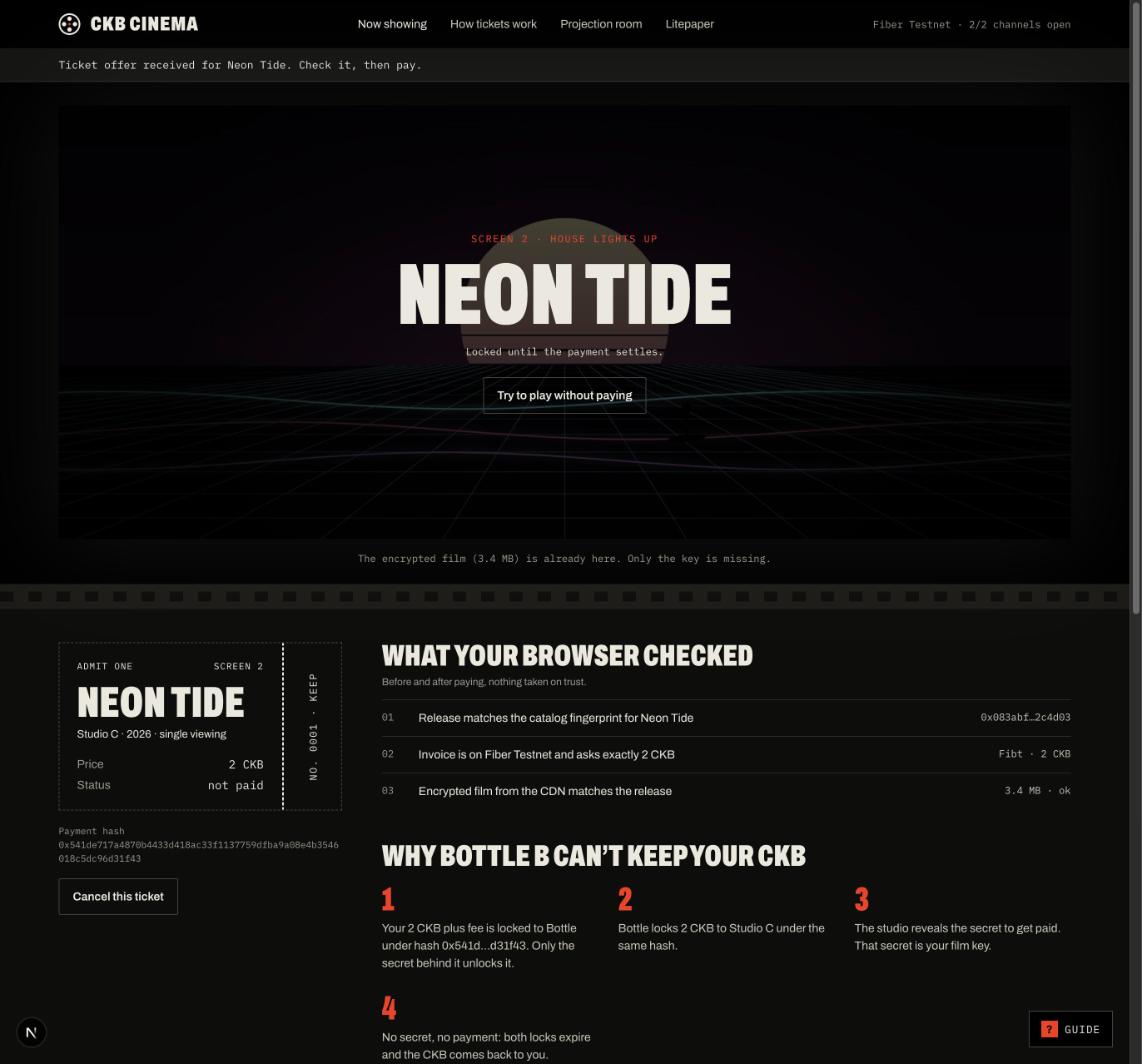 CKB CINEMA
Now showing
How tickets work
Projection room
Litepaper
Fiber Testnet · 2/2 channels open
Ticket offer received for Neon Tide. Check it, then pay.
SCREEN 2 · HOUSE LIGHTS UP
NEON TIDE
Locked until the payment settles.
Try to play without paying
The encrypted film (3.4 MB) is already here. Only the key is missing.
ADMIT ONE
SCREEN 2
NEON TIDE
Studio C · 2026 · single viewing
Price
2 CKB
Status
not paid
NO. 0001 · KEEP
Payment hash
0x541de717a4870b4433d418ac33f1137759dfba9a08e4b3546
018c5dc96d31f43
Cancel this ticket
WHAT YOUR BROWSER CHECKED
Before and after paying, nothing taken on trust.
01 Release matches the catalog fingerprint for Neon Tide 0x083abf…2c4d03
02 Invoice is on Fiber Testnet and asks exactly 2 CKB Fibt · 2 CKB
03 Encrypted film from the CDN matches the release 3.4 MB · ok
WHY BOTTLE B CAN’T KEEP YOUR CKB
1
Your 2 CKB plus fee is locked to Bottle
under hash 0x541d…d31f43. Only the
secret behind it unlocks it.
2
Bottle locks 2 CKB to Studio C under the
same hash.
3
The studio reveals the secret to get paid.
That secret is your film key.
4
No secret, no payment: both locks expire
and the CKB comes back to you.
N
? GUIDE